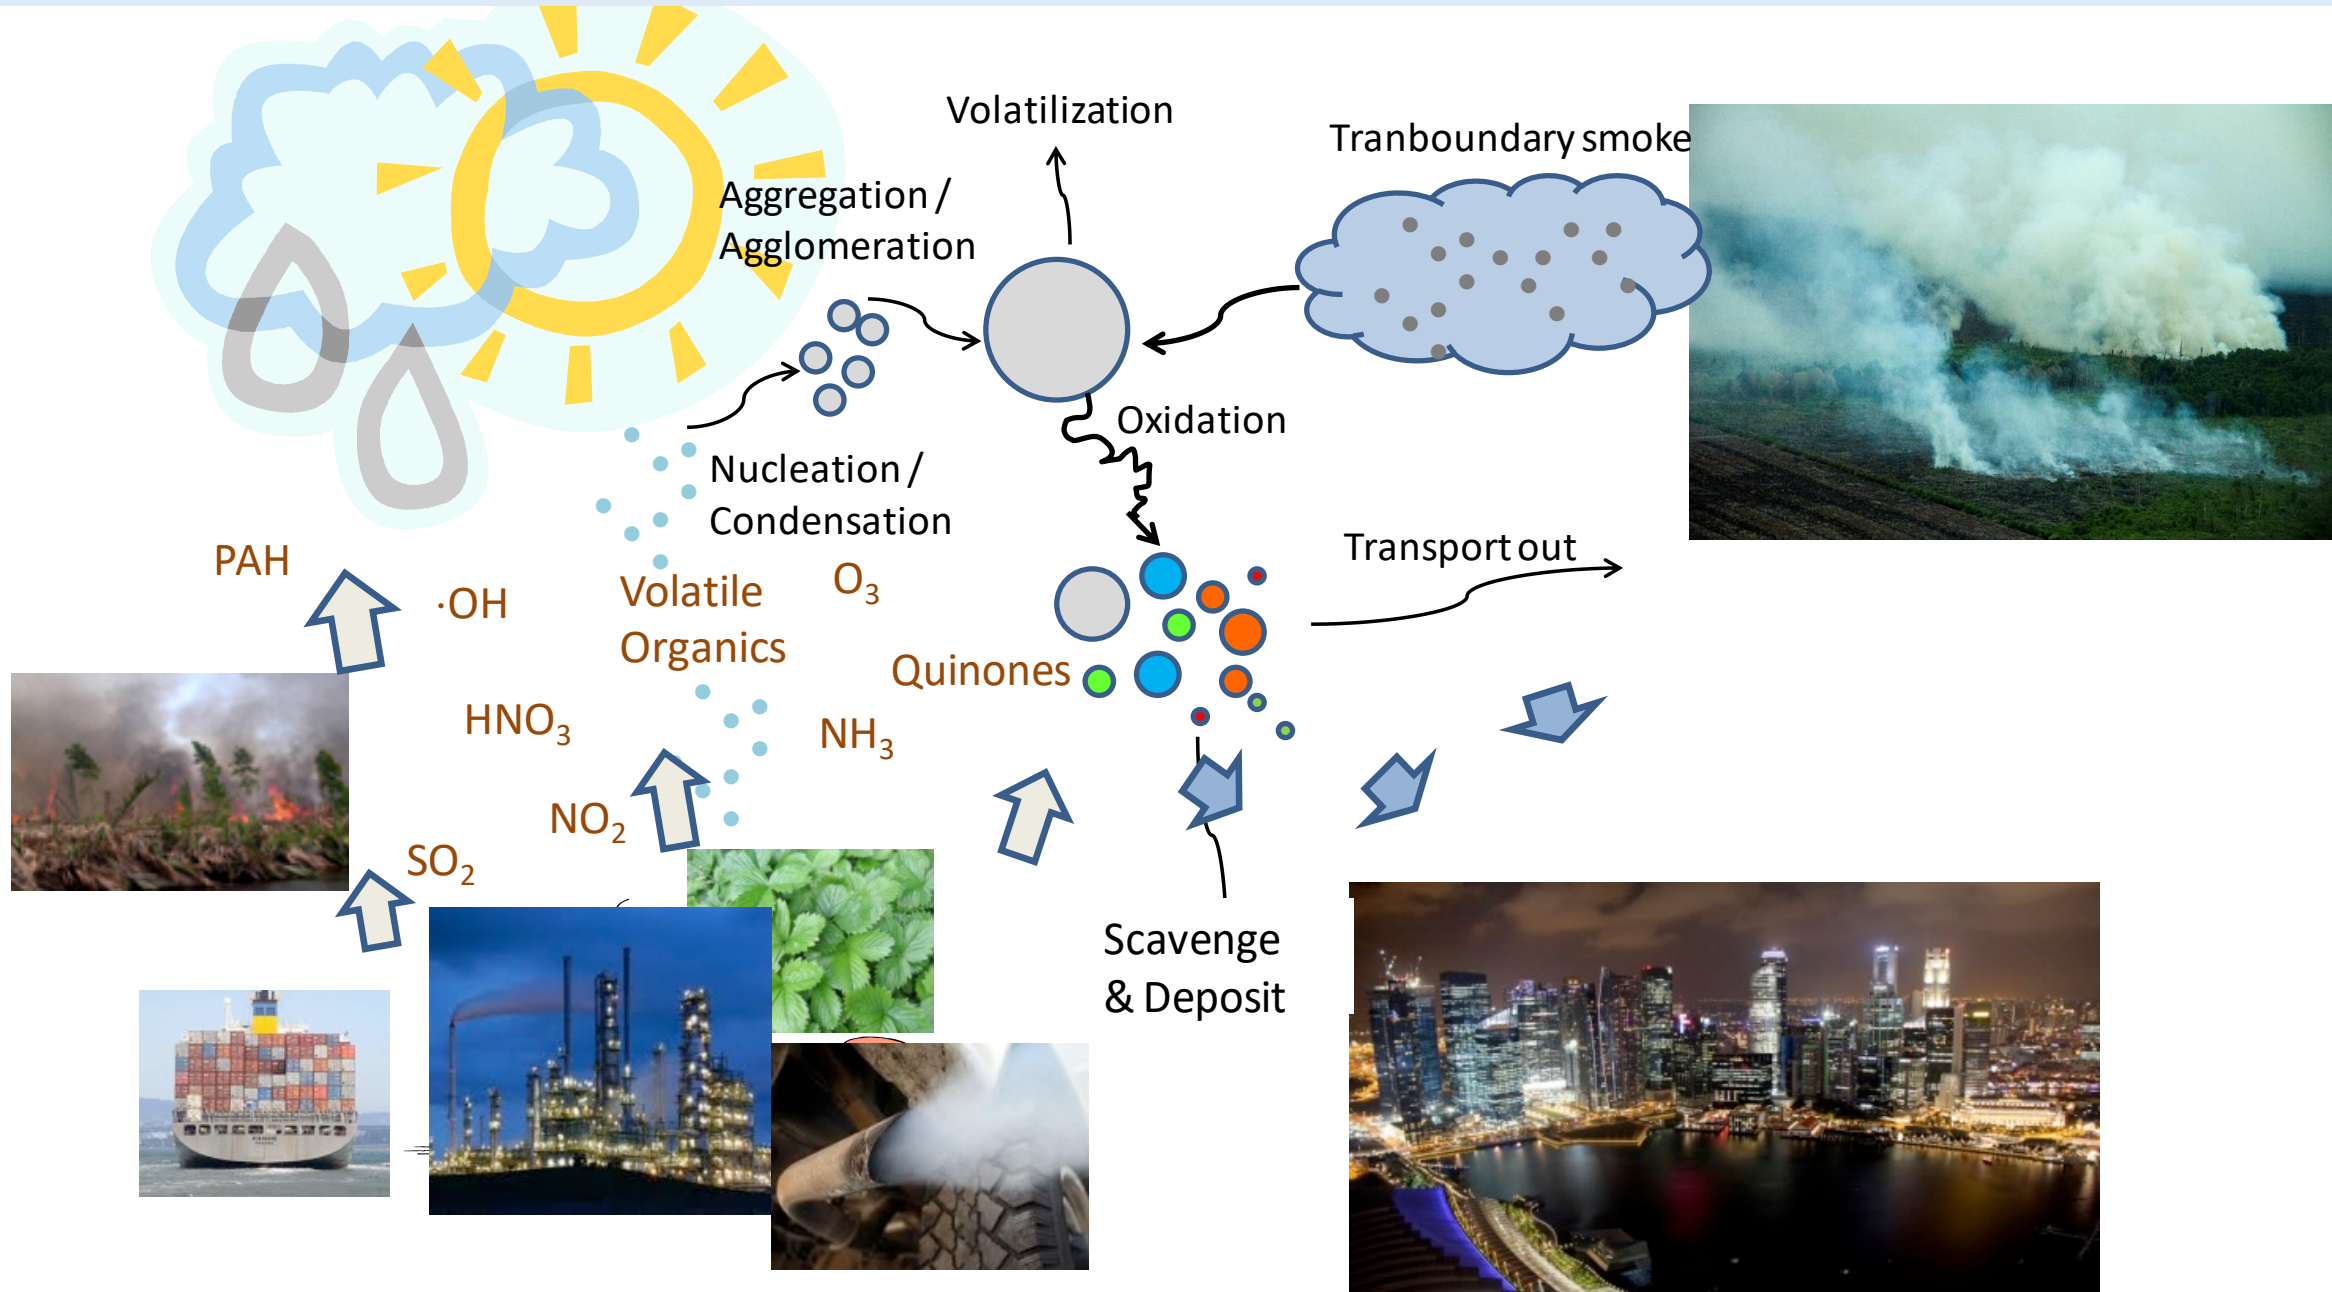 Volatilization
Tranboundary smoke
Aggregation /
Agglomeration
Oxidation
Nucleation /
Condensation
Transport out
PAH
·OH
Volatile
Organics
O₃
Quinones
HNO₃
NH₃
NO₂
SO₂
Scavenge
& Deposit